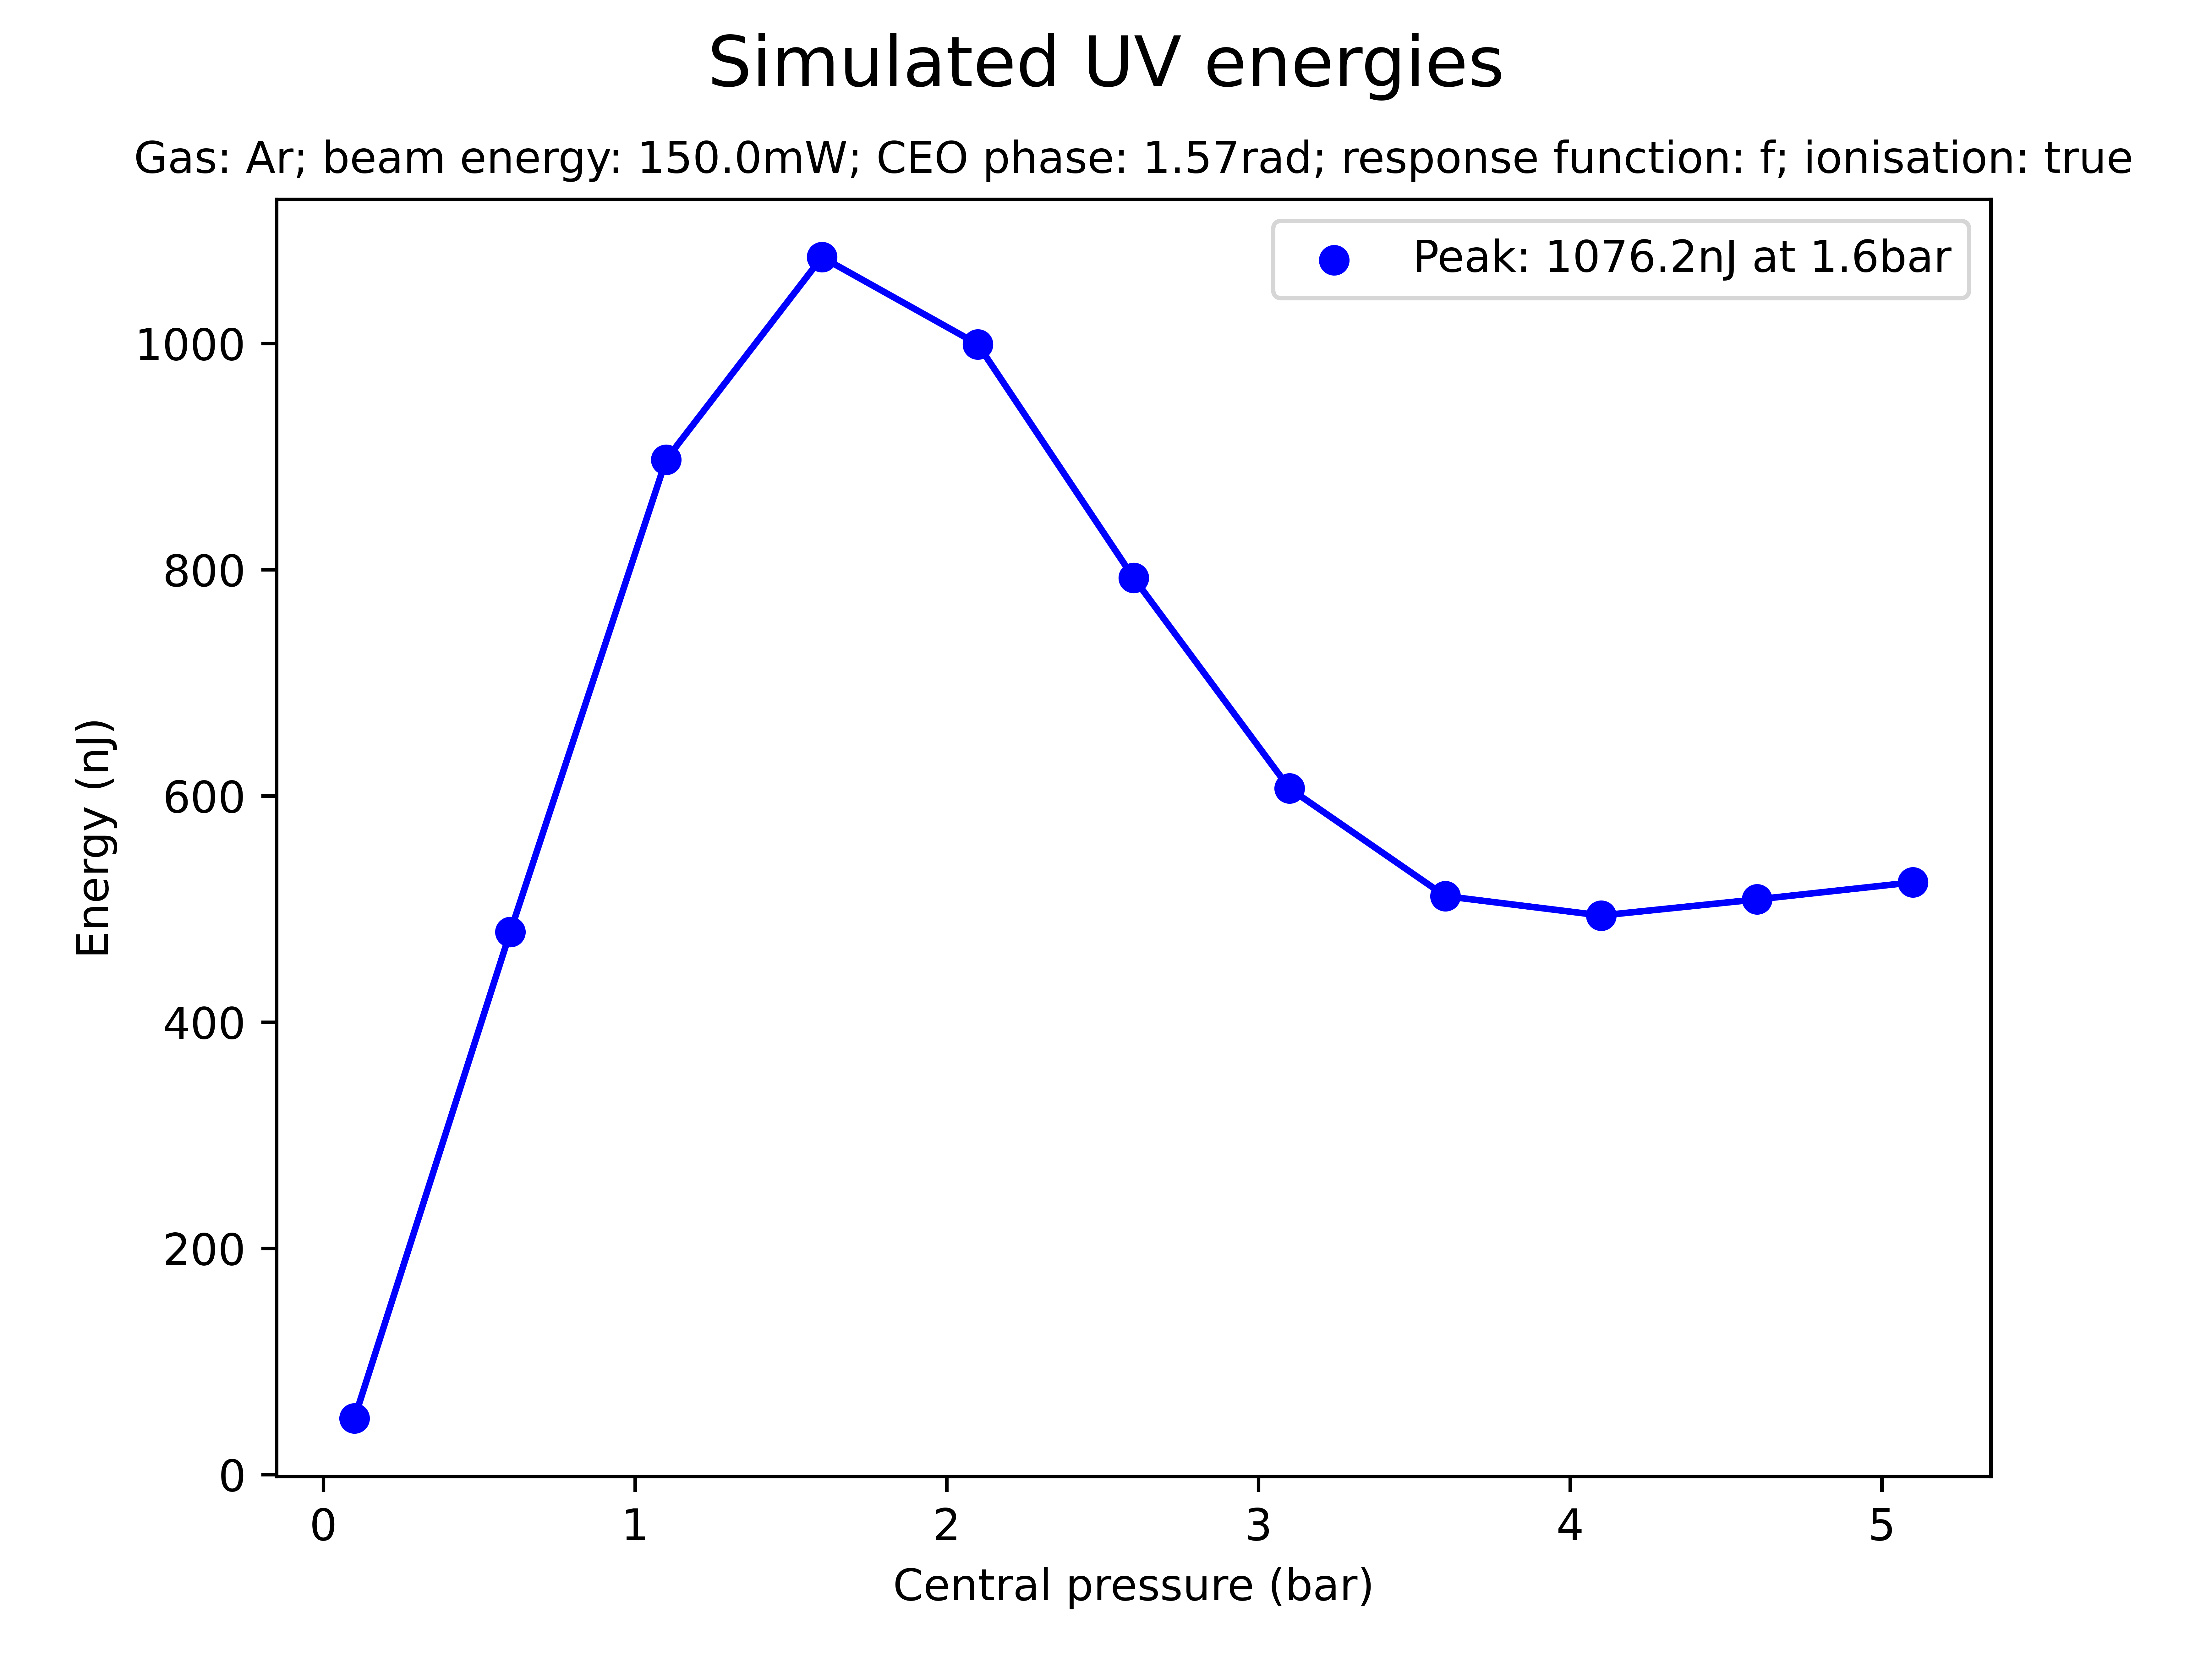 Simulated UV energies
Gas: Ar; beam energy: 150.0mW; CEO phase: 1.57rad; response function: f; ionisation: true
Peak: 1076.2nJ at 1.6bar
1000
800
600
400
200
0
Energy (nJ)
0 1 2 3 4 5
Central pressure (bar)